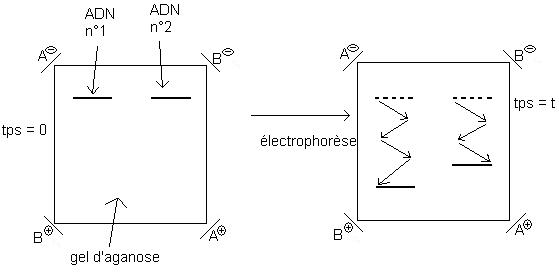 ADN
n°1
ADN
n°2
A⊖
B⊖
tps = 0
B⊕
A⊕
gel d'aganose
électrophorèse
A⊖
B⊖
tps = t
B⊕
A⊕